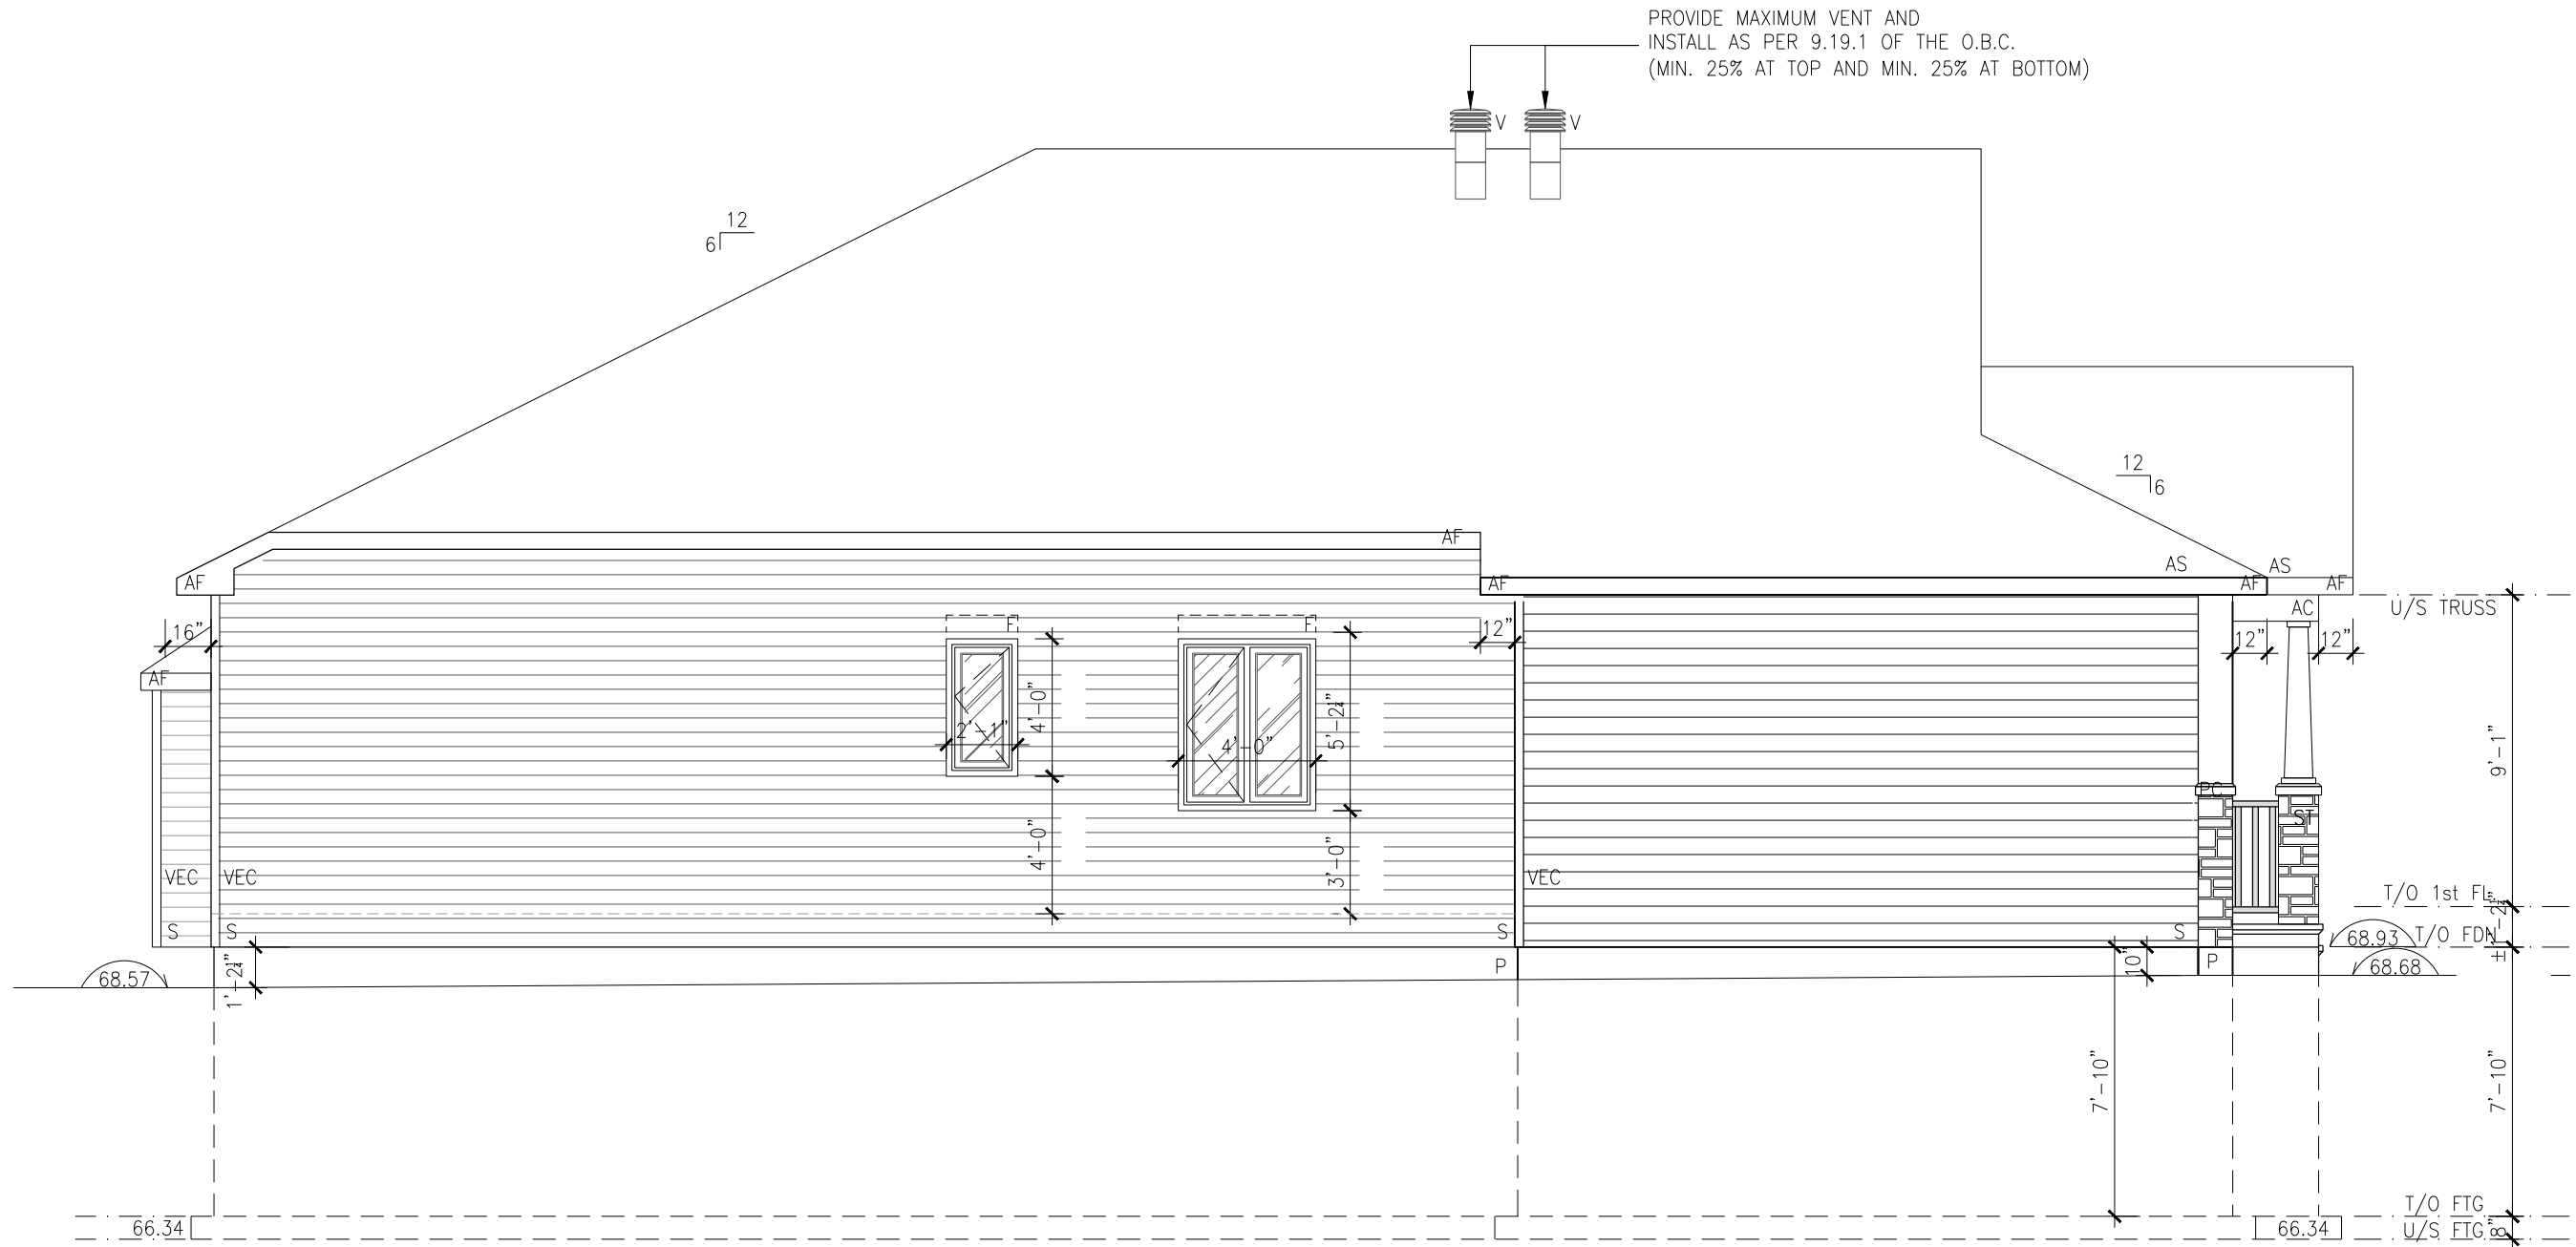 PROVIDE MAXIMUM VENT AND
INSTALL AS PER 9.19.1 OF THE O.B.C.
(MIN. 25% AT TOP AND MIN. 25% AT BOTTOM)
V
V
12
6
12
6
AF
AS
AS
AF
AF
AF
AF
U/S TRUSS
AC
16"
F
F
12"
12"
12"
AF
4'-0"
5'-2¼"
2'-1"
4'-0"
9'-1"
PC
ST
4'-0"
3'-0"
VEC
VEC
VEC
T/O 1st FL
±1'-2¼"
S
S
S
S
68.93
T/O FDN
P
P
10"
68.57
1'-2¼"
68.68
7'-10"
7'-10"
T/O FTG
66.34
66.34
U/S FTG
8"